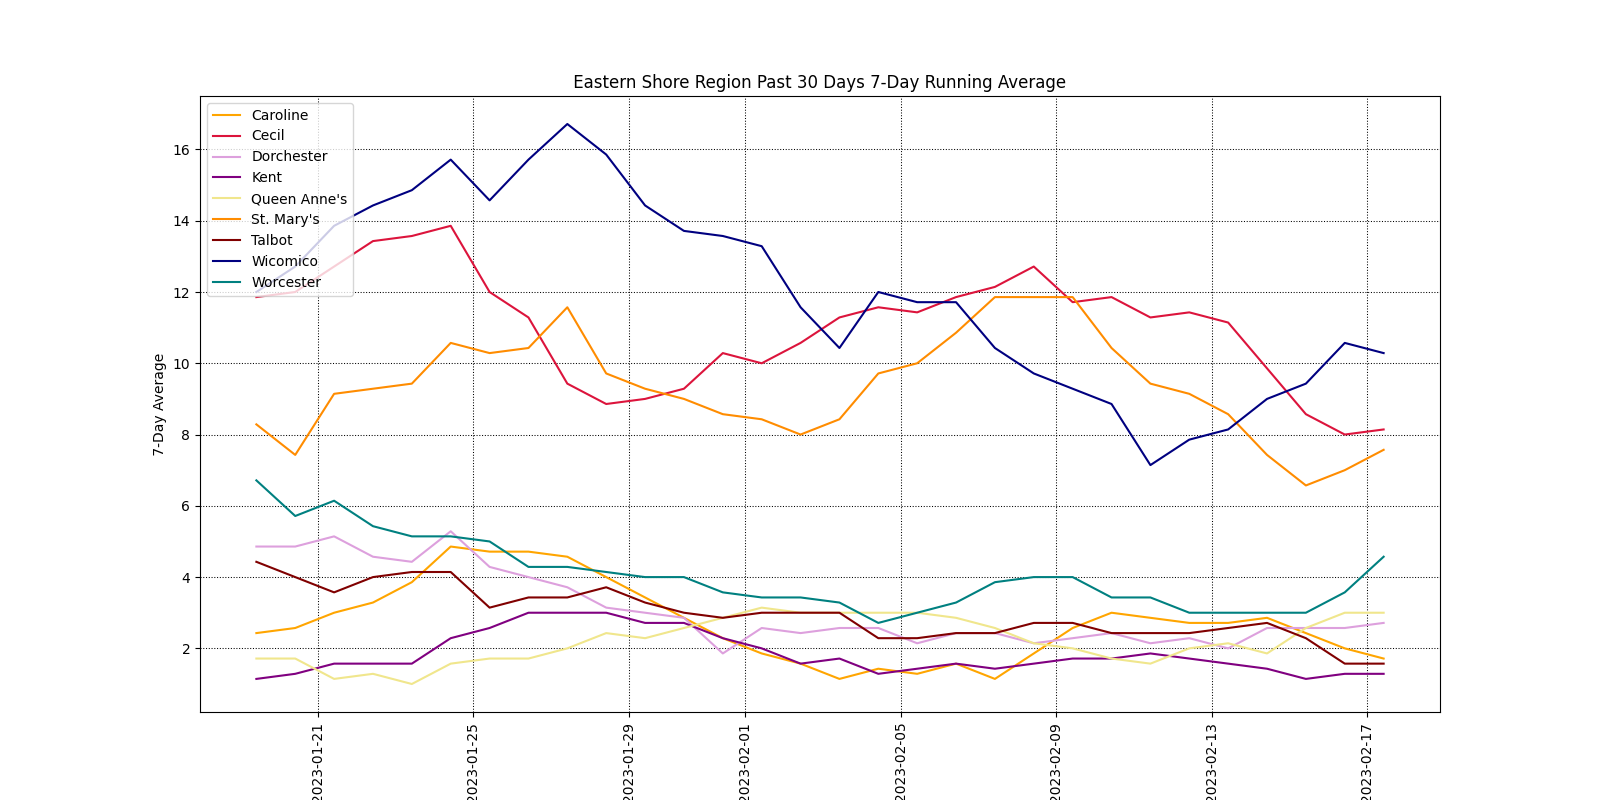 Eastern Shore Region Past 30 Days 7-Day Running Average
Caroline
Cecil
Dorchester
Kent
Queen Anne's
St. Mary's
Talbot
Wicomico
Worcester
16
14
12
10
8
6
4
2
7-Day Average
2023-01-21
2023-01-25
2023-01-29
2023-02-01
2023-02-05
2023-02-09
2023-02-13
2023-02-17